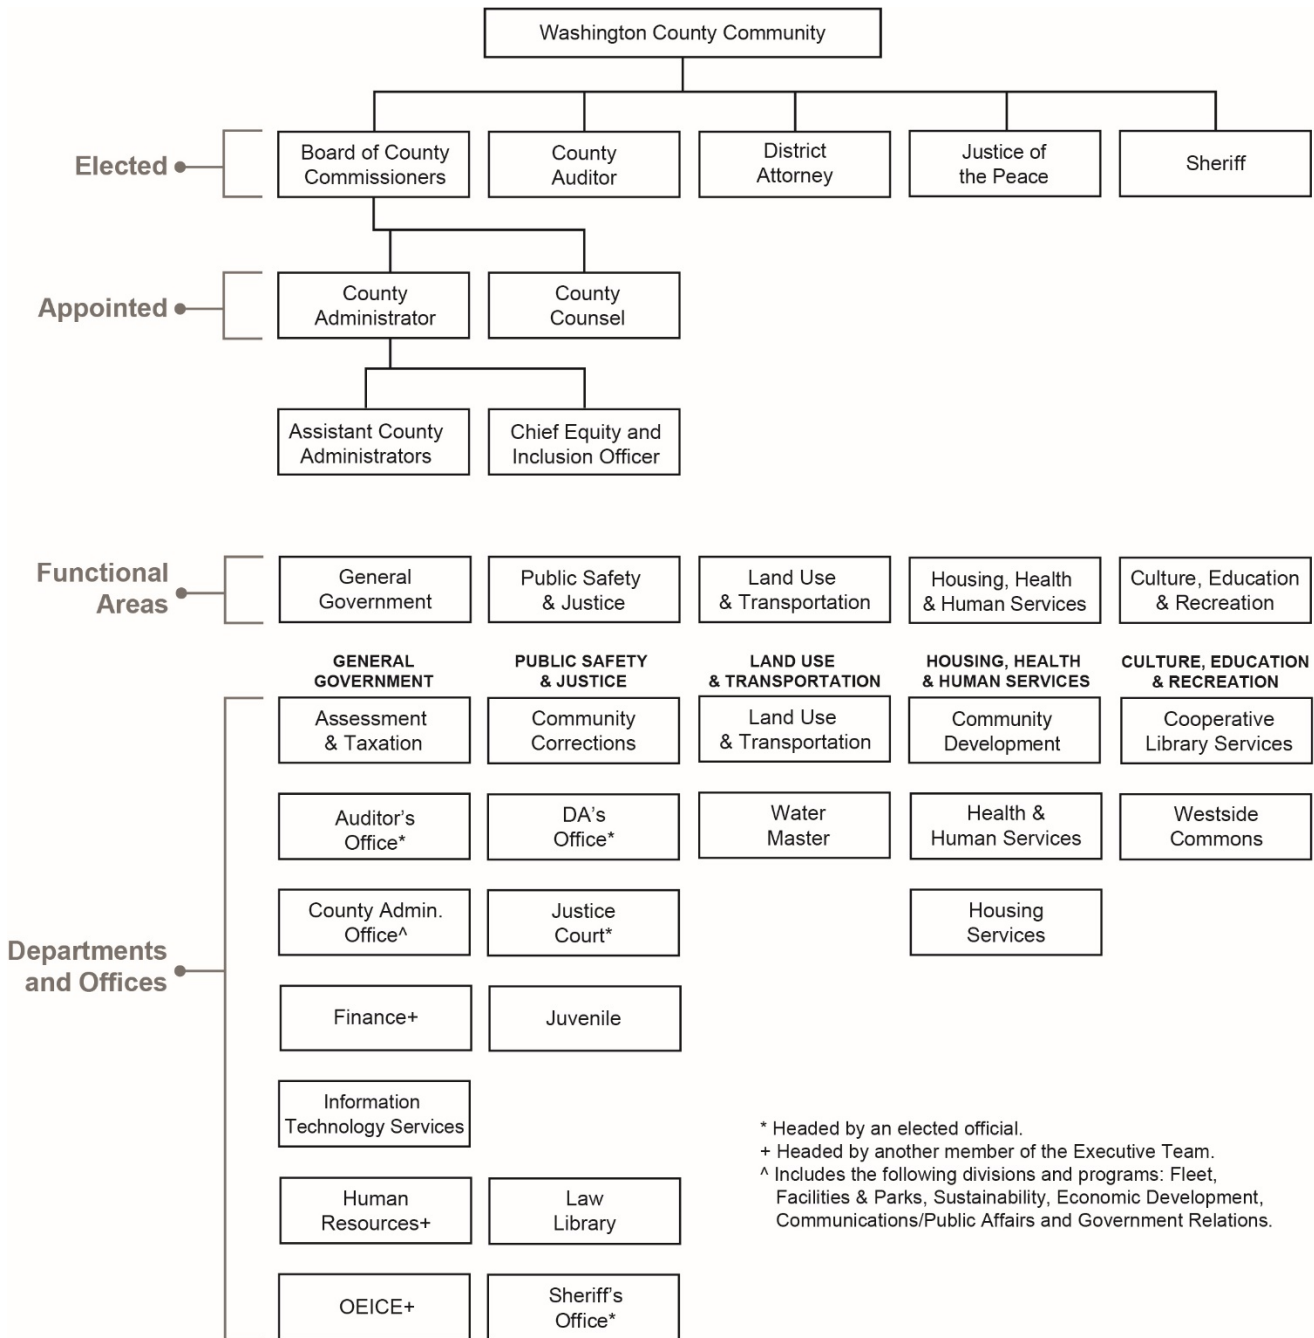 Washington County Community
Elected
Board of County
Commissioners
County
Auditor
District
Attorney
Justice of
the Peace
Sheriff
Appointed
County
Administrator
County
Counsel
Assistant County
Administrators
Chief Equity and
Inclusion Officer
Functional
Areas
General
Government
Public Safety
& Justice
Land Use
& Transportation
Housing, Health
& Human Services
Culture, Education
& Recreation
Departments
and Offices
GENERAL
GOVERNMENT
Assessment
& Taxation
Auditor's
Office*
County Admin.
Office^
Finance+
Information
Technology Services
Human
Resources+
OEICE+
PUBLIC SAFETY
& JUSTICE
Community
Corrections
DA's
Office*
Justice
Court*
Juvenile
Law
Library
Sheriff's
Office*
LAND USE
& TRANSPORTATION
Land Use
& Transportation
Water
Master
HOUSING, HEALTH
& HUMAN SERVICES
Community
Development
Health &
Human Services
Housing
Services
CULTURE, EDUCATION
& RECREATION
Cooperative
Library Services
Westside
Commons
* Headed by an elected official.
+ Headed by another member of the Executive Team.
^ Includes the following divisions and programs: Fleet,
Facilities & Parks, Sustainability, Economic Development,
Communications/Public Affairs and Government Relations.